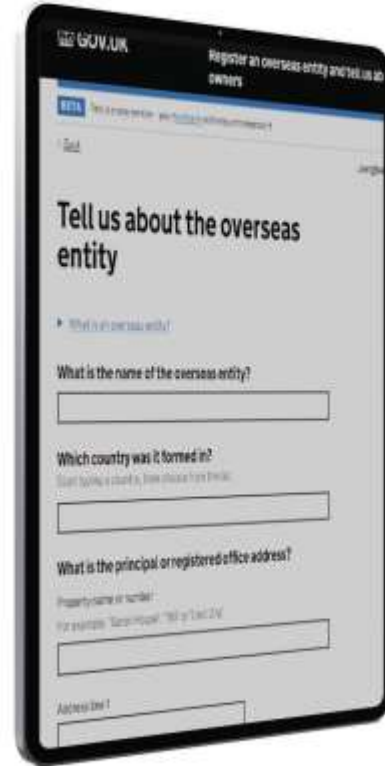 GOV.UK
Register an overseas entity and tell us
owners
BETA
Back
Tell us about the overseas
entity
What is an overseas entity?
What is the name of the overseas entity?
Which country was it formed in?
What is the principal or registered office address?
Property name or number
Address line 1